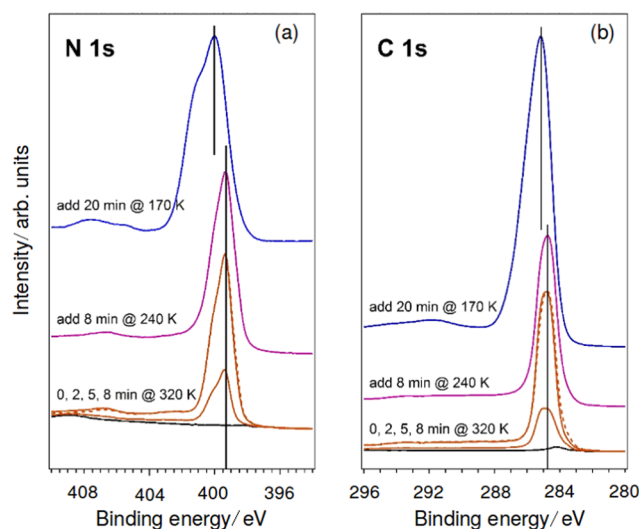 N 1s
(a)
add 20 min @ 170 K
add 8 min @ 240 K
0, 2, 5, 8 min @ 320 K
408 404 400 396
Binding energy/ eV
Intensity/ arb. units
C 1s
(b)
add 20 min @ 170 K
add 8 min @ 240 K
0, 2, 5, 8 min @ 320 K
296 292 288 284 280
Binding energy/ eV